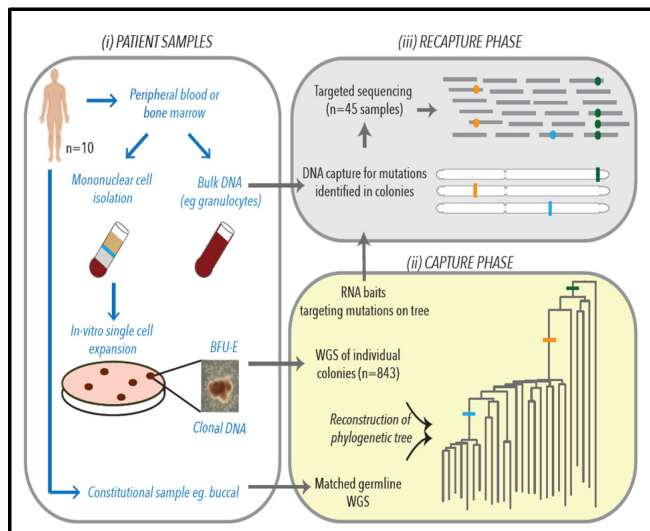 (i) PATIENT SAMPLES
Peripheral blood or
bone marrow
n=10
Mononuclear cell
isolation
Bulk DNA
(eg granulocytes)
In-vitro single cell
expansion
BFU-E
Clonal DNA
Constitutional sample eg. buccal
(iii) RECAPTURE PHASE
Targeted sequencing
(n=45 samples)
DNA capture for mutations
identified in colonies
(ii) CAPTURE PHASE
RNA baits
targeting mutations on tree
WGS of individual
colonies (n=843)
Reconstruction of
phylogenetic tree
Matched germline
WGS